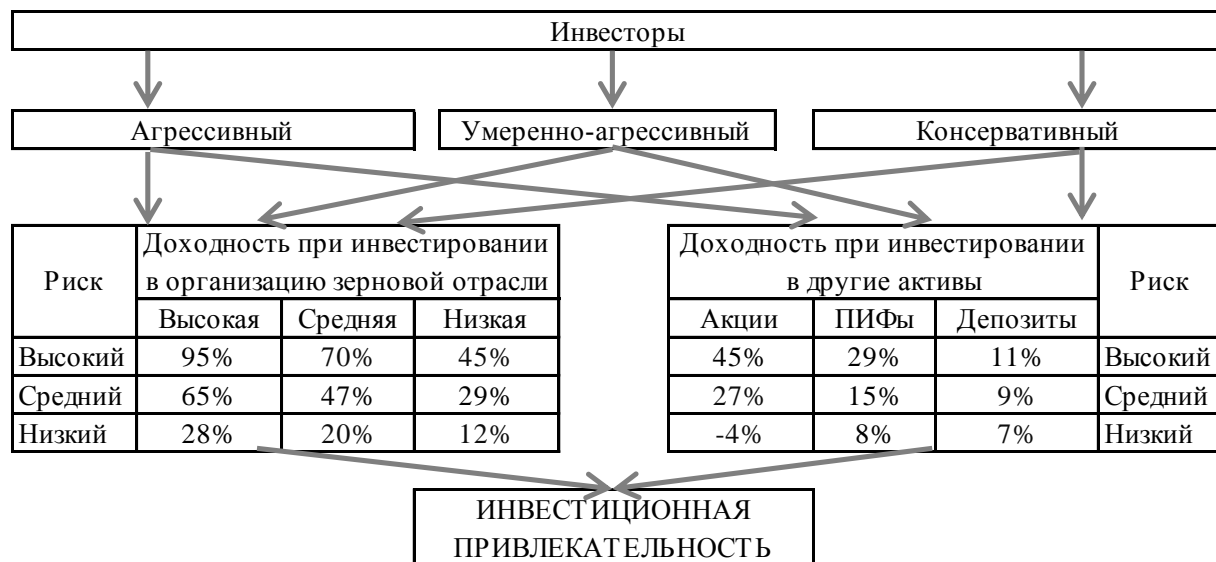 Инвесторы
Агрессивный Умеренно-агрессивный Консервативный
Риск Доходность при инвестировании в организацию зерновой отрасли
Высокая Средняя Низкая
Высокий 95% 70% 45%
Средний 65% 47% 29%
Низкий 28% 20% 12%
Доходность при инвестировании в другие активы Риск
Акции ПИФы Депозиты
45% 29% 11% Высокий
27% 15% 9% Средний
-4% 8% 7% Низкий
ИНВЕСТИЦИОННАЯ
ПРИВЛЕКАТЕЛЬНОСТЬ